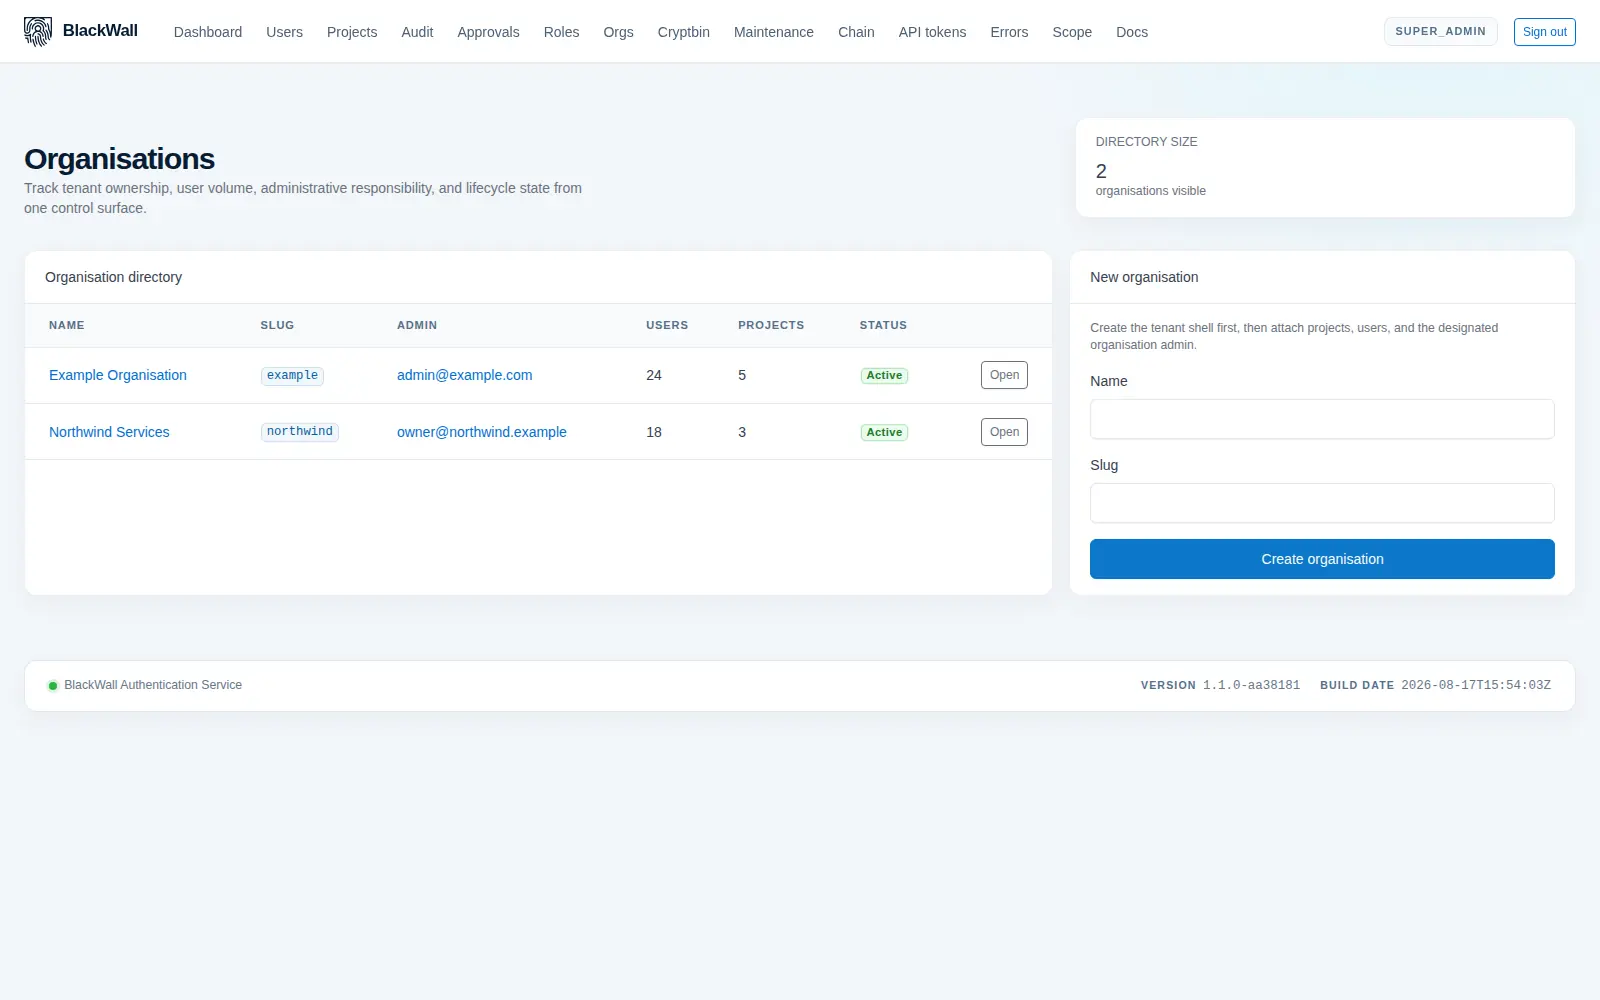 BlackWall
Dashboard Users Projects Audit Approvals Roles Orgs Cryptbin Maintenance Chain API tokens Errors Scope Docs
SUPER_ADMIN
Sign out
Organisations
Track tenant ownership, user volume, administrative responsibility, and lifecycle state from
one control surface.
DIRECTORY SIZE
2
organisations visible
Organisation directory
NAME SLUG ADMIN USERS PROJECTS STATUS
Example Organisation example admin@example.com 24 5 Active Open
Northwind Services northwind owner@northwind.example 18 3 Active Open
New organisation
Create the tenant shell first, then attach projects, users, and the designated
organisation admin.
Name
Slug
Create organisation
BlackWall Authentication Service
VERSION 1.1.0-aa38181 BUILD DATE 2026-08-17T15:54:03Z